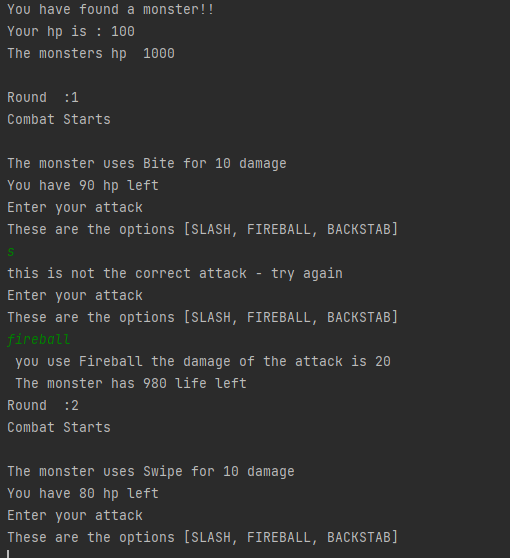 You have found a monster!!
Your hp is : 100
The monsters hp  1000
Round  :1
Combat Starts
The monster uses Bite for 10 damage
You have 90 hp left
Enter your attack
These are the options [SLASH, FIREBALL, BACKSTAB]
s
this is not the correct attack - try again
Enter your attack
These are the options [SLASH, FIREBALL, BACKSTAB]
fireball
 you use Fireball the damage of the attack is 20
 The monster has 980 life left
Round  :2
Combat Starts
The monster uses Swipe for 10 damage
You have 80 hp left
Enter your attack
These are the options [SLASH, FIREBALL, BACKSTAB]